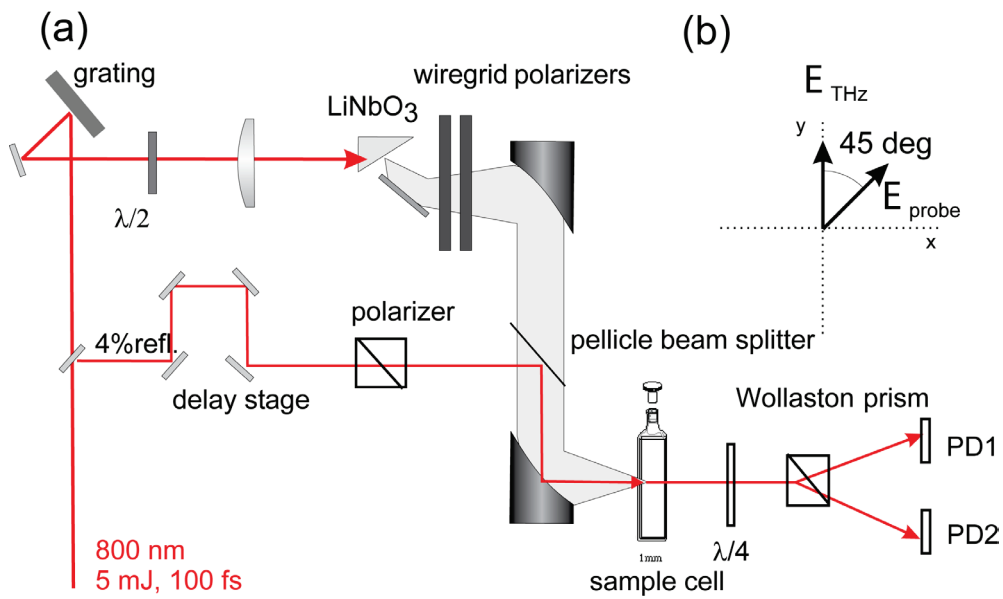 (a)
grating
wiregrid polarizers
LiNbO3
λ/2
4%refl.
delay stage
polarizer
pellicle beam splitter
Wollaston prism
PD1
PD2
1mm
λ/4
sample cell
800 nm
5 mJ, 100 fs
(b)
E THz
y
45 deg
E probe
x